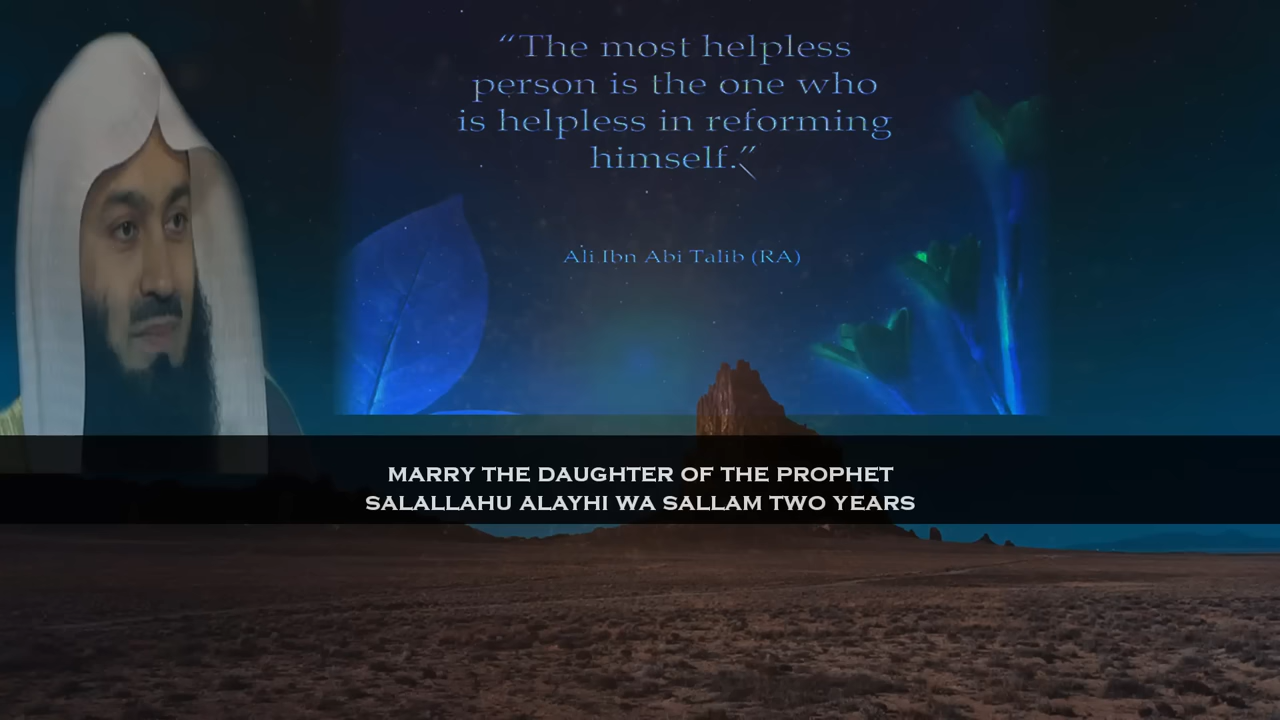 “The most helpless
person is the one who
is helpless in reforming
himself.”
Ali Ibn Abi Talib (RA)
MARRY THE DAUGHTER OF THE PROPHET
SALALLAHU ALAYHI WA SALLAM TWO YEARS